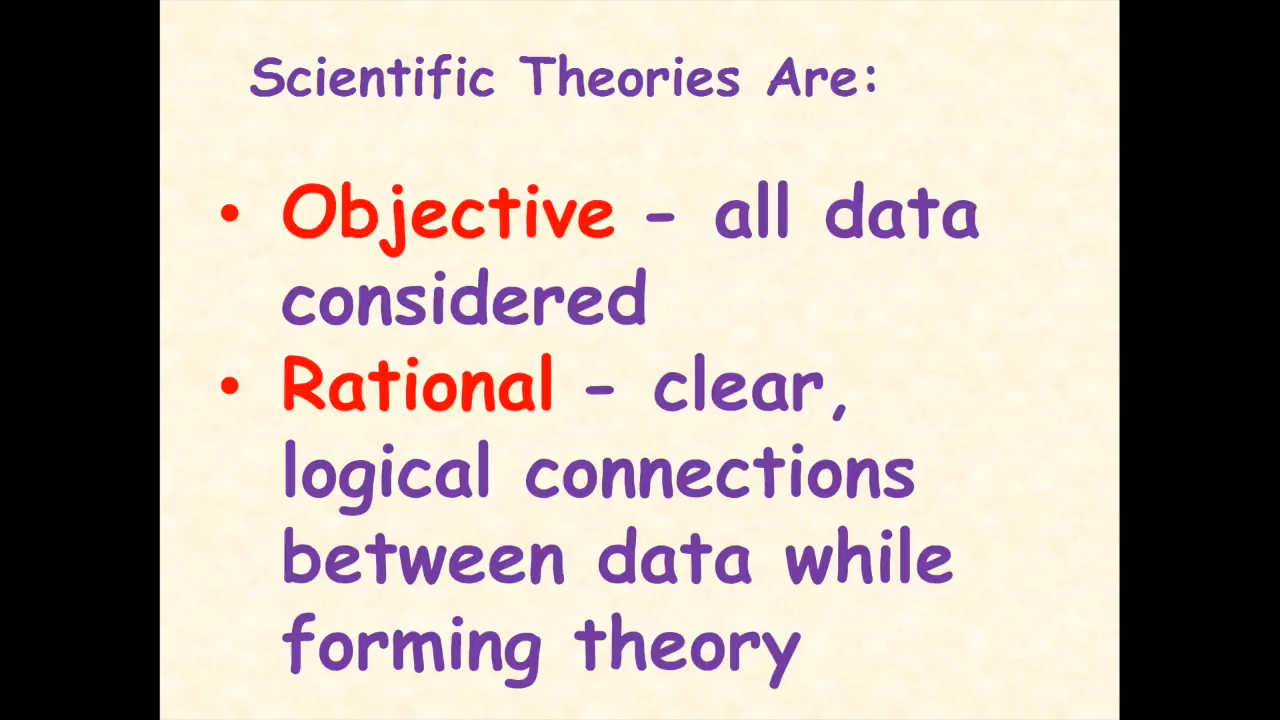 Scientific Theories Are:
• Objective - all data
considered
• Rational - clear,
logical connections
between data while
forming theory